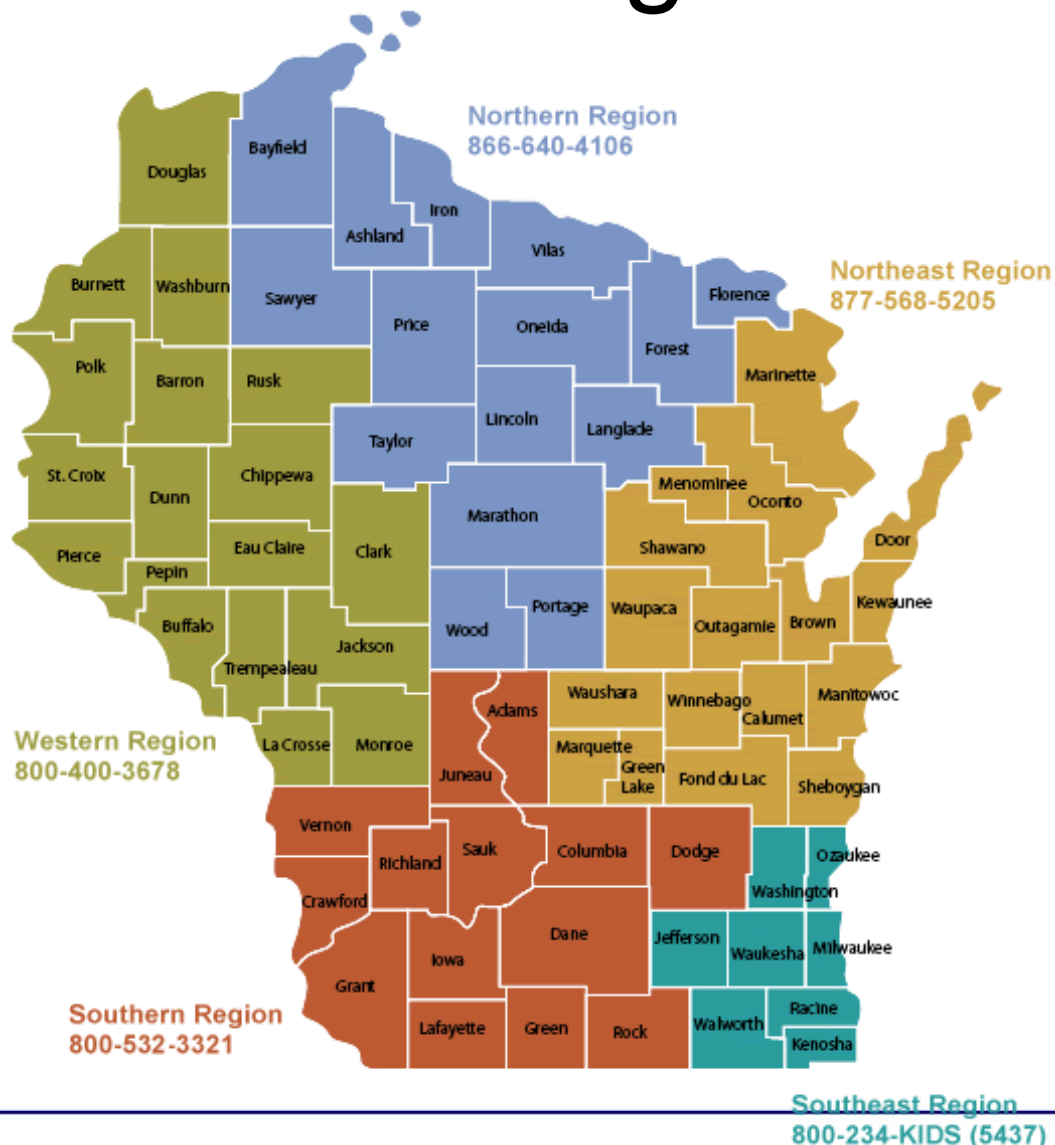 g
Northern Region
866-640-4106
Bayfield
Douglas
Iron
Ashland
Vilas
Northeast Region
877-568-5205
Burnett
Washburn
Sawyer
Florence
Price
Oneida
Forest
Polk
Barron
Rusk
Marinette
Lincoln
Langlade
Taylor
St. Croix
Chippewa
Menominee
Dunn
Oconto
Marathon
Pierce
Eau Claire
Clark
Shawano
Door
Pepin
Kewaunee
Portage
Waupaca
Buffalo
Wood
Outagamie
Brown
Jackson
Trempealeau
Waushara
Winnebago
Manitowoc
Adams
Calumet
Western Region
800-400-3678
La Crosse
Monroe
Marquette
Juneau
Green
Lake
Fond du Lac
Sheboygan
Vernon
Sauk
Columbia
Dodge
Ozaukee
Richland
Washington
Crawford
Dane
Jefferson
Waukesha
Milwaukee
Iowa
Grant
Southern Region
800-532-3321
Lafayette
Green
Rock
Walworth
Racine
Kenosha
Southeast Region
800-234-KIDS (5437)